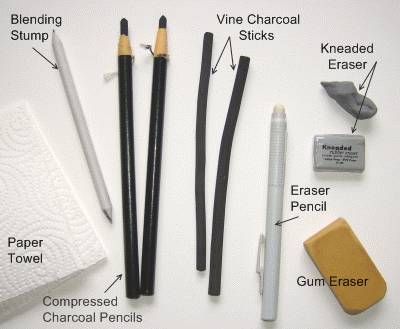 Blending
Stump
Vine Charcoal
Sticks
Kneaded
Eraser
Kneaded
Eraser
Pencil
Gum Eraser
Paper
Towel
Compressed
Charcoal Pencils